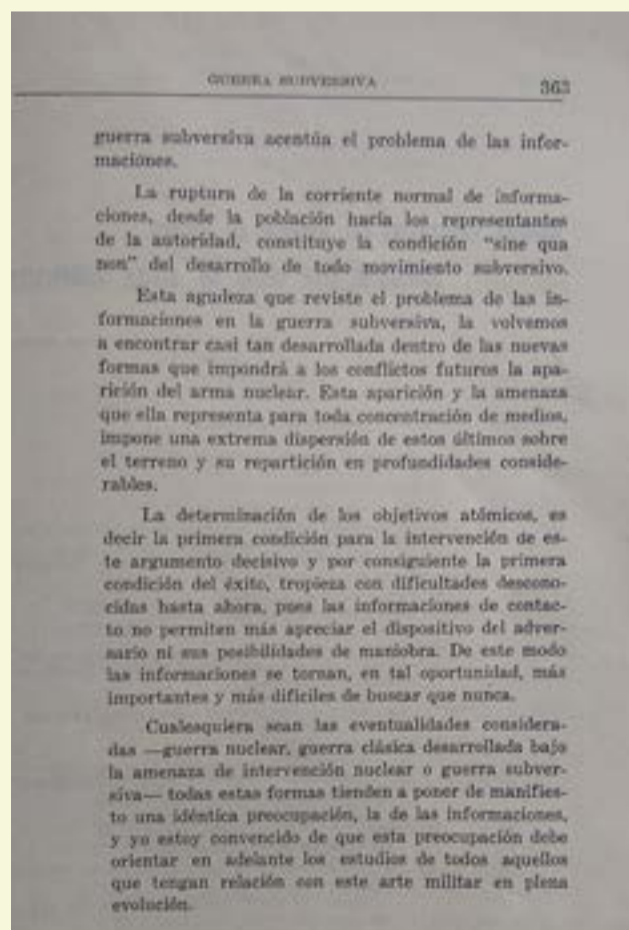 GUERRA SUBVERSIVA
363
guerra subversiva acentúa el problema de las infor-
maciones.
La ruptura de la corriente normal de informa-
ciones, desde la población hacia los representantes
de la autoridad, constituye la condición "sine qua
non" del desarrollo de todo movimiento subversivo.
Esta agudeza que reviste el problema de las in-
formaciones en la guerra subversiva, la volvemos
a encontrar casi tan desarrollada dentro de las nuevas
formas que impondrá a los conflictos futuros la apa-
rición del arma nuclear. Esta aparición y la amenaza
que ella representa para toda concentración de medios,
impone una extrema dispersión de estos últimos sobre
el terreno y su repartición en profundidades conside-
rables.
La determinación de los objetivos atómicos, es
decir la primera condición para la intervención de es-
te argumento decisivo y por consiguiente la primera
condición del éxito, tropieza con dificultades descono-
cidas hasta ahora, pues las informaciones de contac-
to no permiten más apreciar el dispositivo del adver-
sario ni sus posibilidades de maniobra. De este modo
las informaciones se tornan, en tal oportunidad, más
importantes y más difíciles de buscar que nunca.
Cualesquiera sean las eventualidades considera-
das —guerra nuclear, guerra clásica desarrollada bajo
la amenaza de intervención nuclear o guerra subver-
siva— todas estas formas tienden a poner de manifies-
to una idéntica preocupación, la de las informaciones,
y yo estoy convencido de que esta preocupación debe
orientar en adelante los estudios de todos aquellos
que tengan relación con este arte militar en plena
evolución.